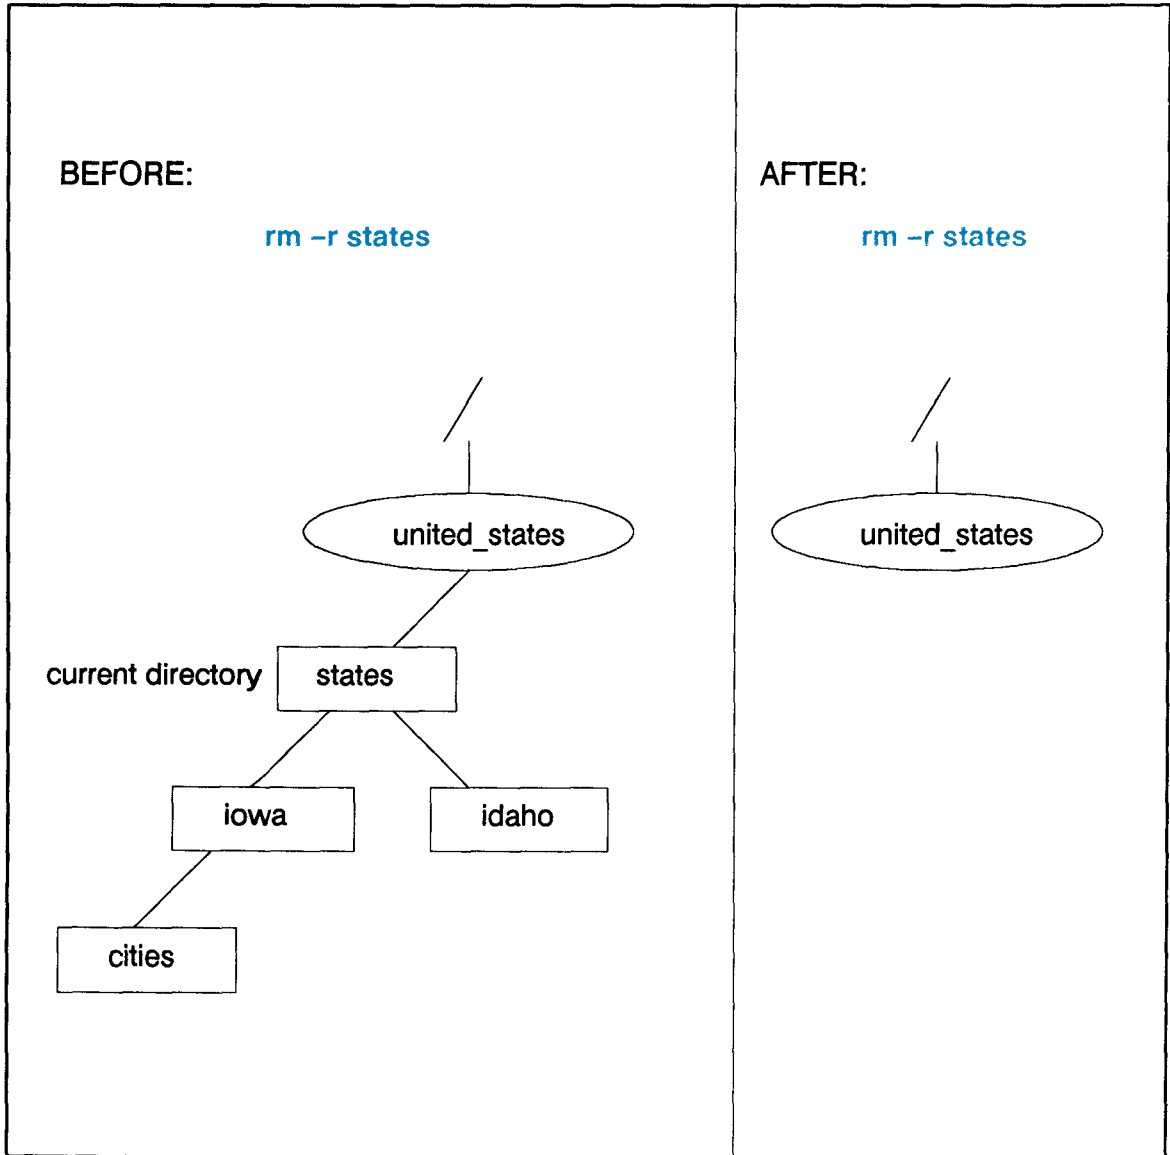 BEFORE:
rm –r states
/
united_states
current directory
states
iowa
idaho
cities
AFTER:
rm –r states
/
united_states